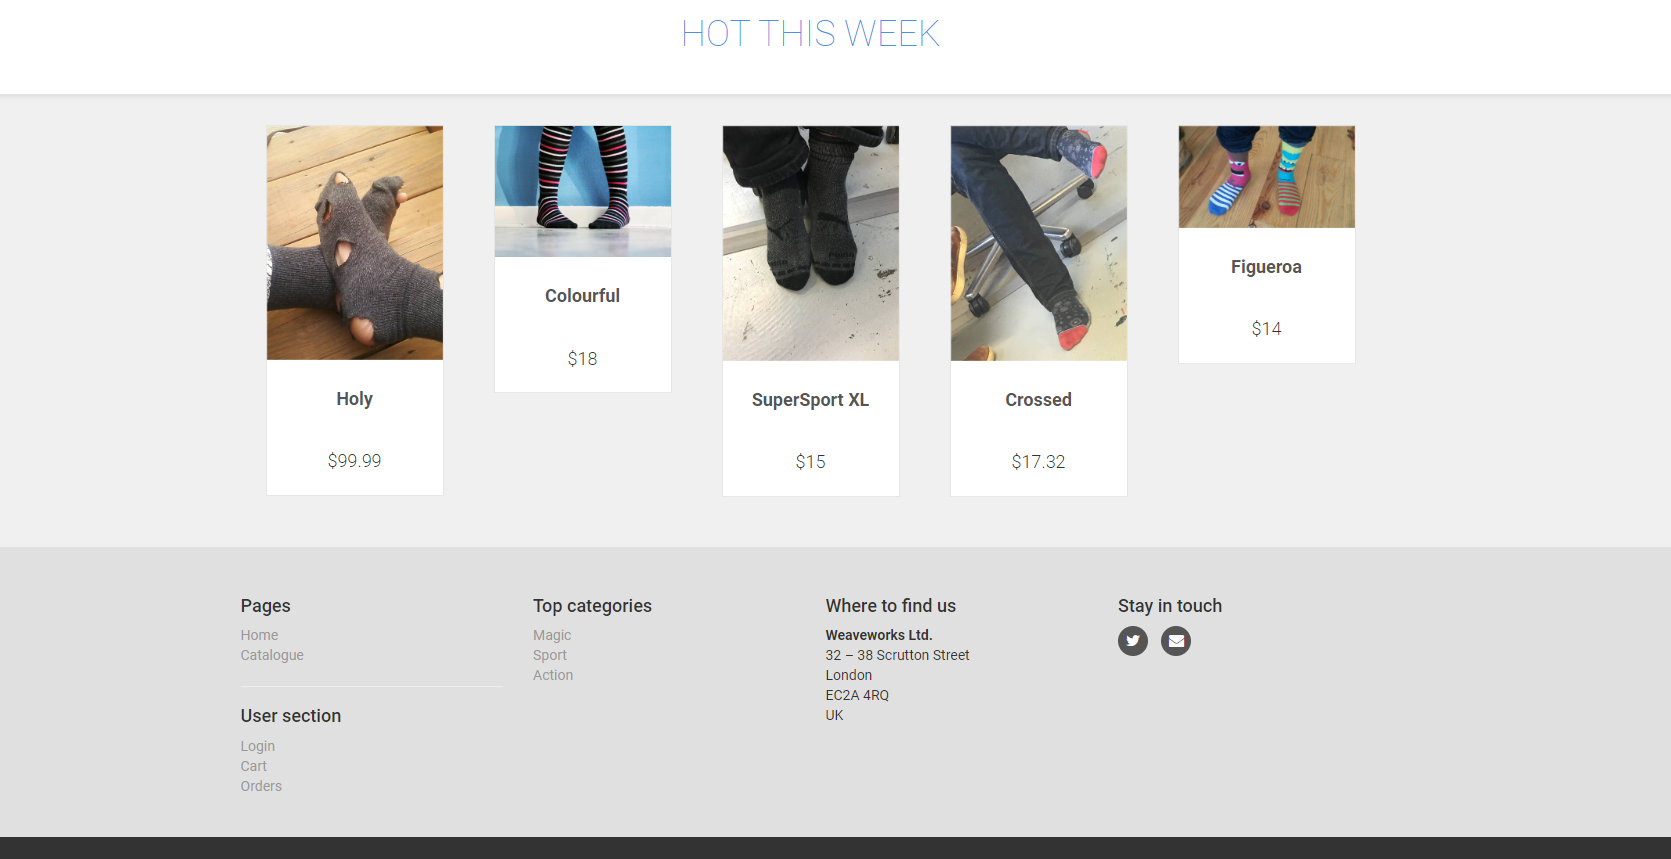 HOT THIS WEEK
Holy
$99.99
Colourful
$18
SuperSport XL
$15
Crossed
$17.32
Figueroa
$14
Pages
Home
Catalogue
User section
Login
Cart
Orders
Top categories
Magic
Sport
Action
Where to find us
Weaveworks Ltd.
32 – 38 Scrutton Street
London
EC2A 4RQ
UK
Stay in touch